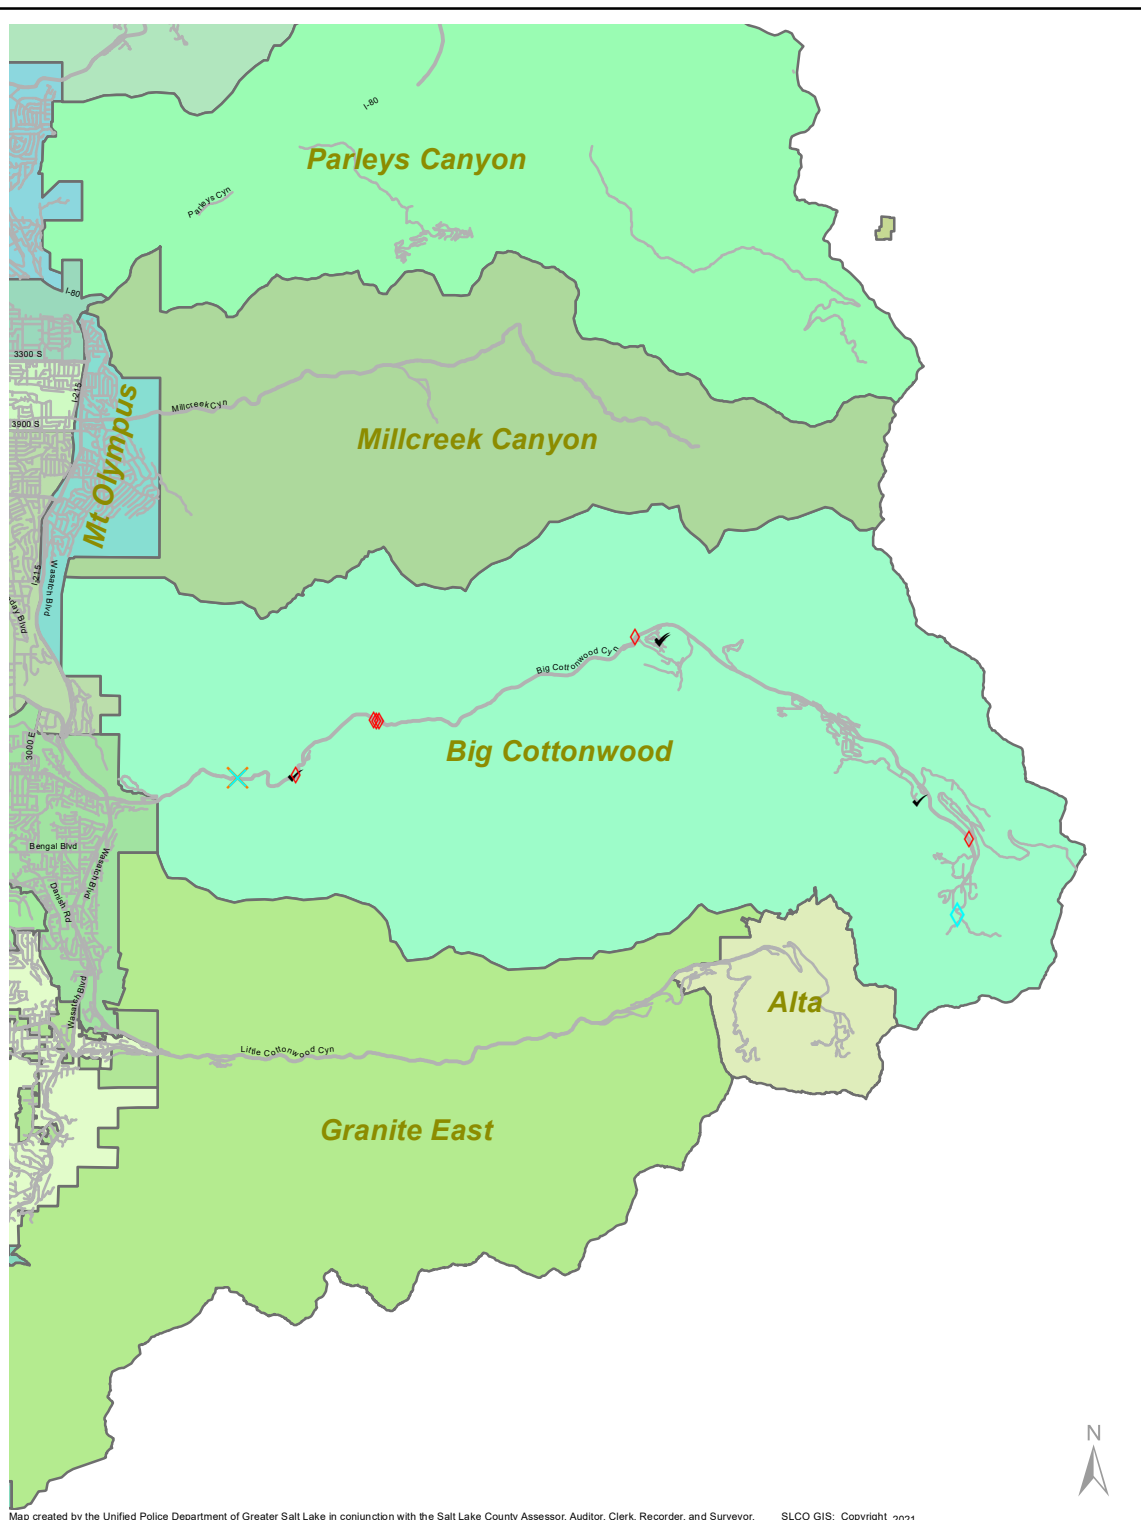 I-80
Parleys Canyon
Parleys Cyn
I-80
3300 S
I-215
Millcreek Cyn
3900 S
Millcreek Canyon
Mt Olympus
I-215
Wasatch Blvd
day Blvd
Big Cottonwood Cyn
3000 E
Big Cottonwood
Bengal Blvd
Wasatch Blvd
Danish Rd
Wasatch Blvd
Alta
Little Cottonwood Cyn
Granite East
N
Map created by the Unified Police Department of Greater Salt Lake in conjunction with the Salt Lake County Assessor, Auditor, Clerk, Recorder, and Surveyor. SLCO GIS: Copyright 2021